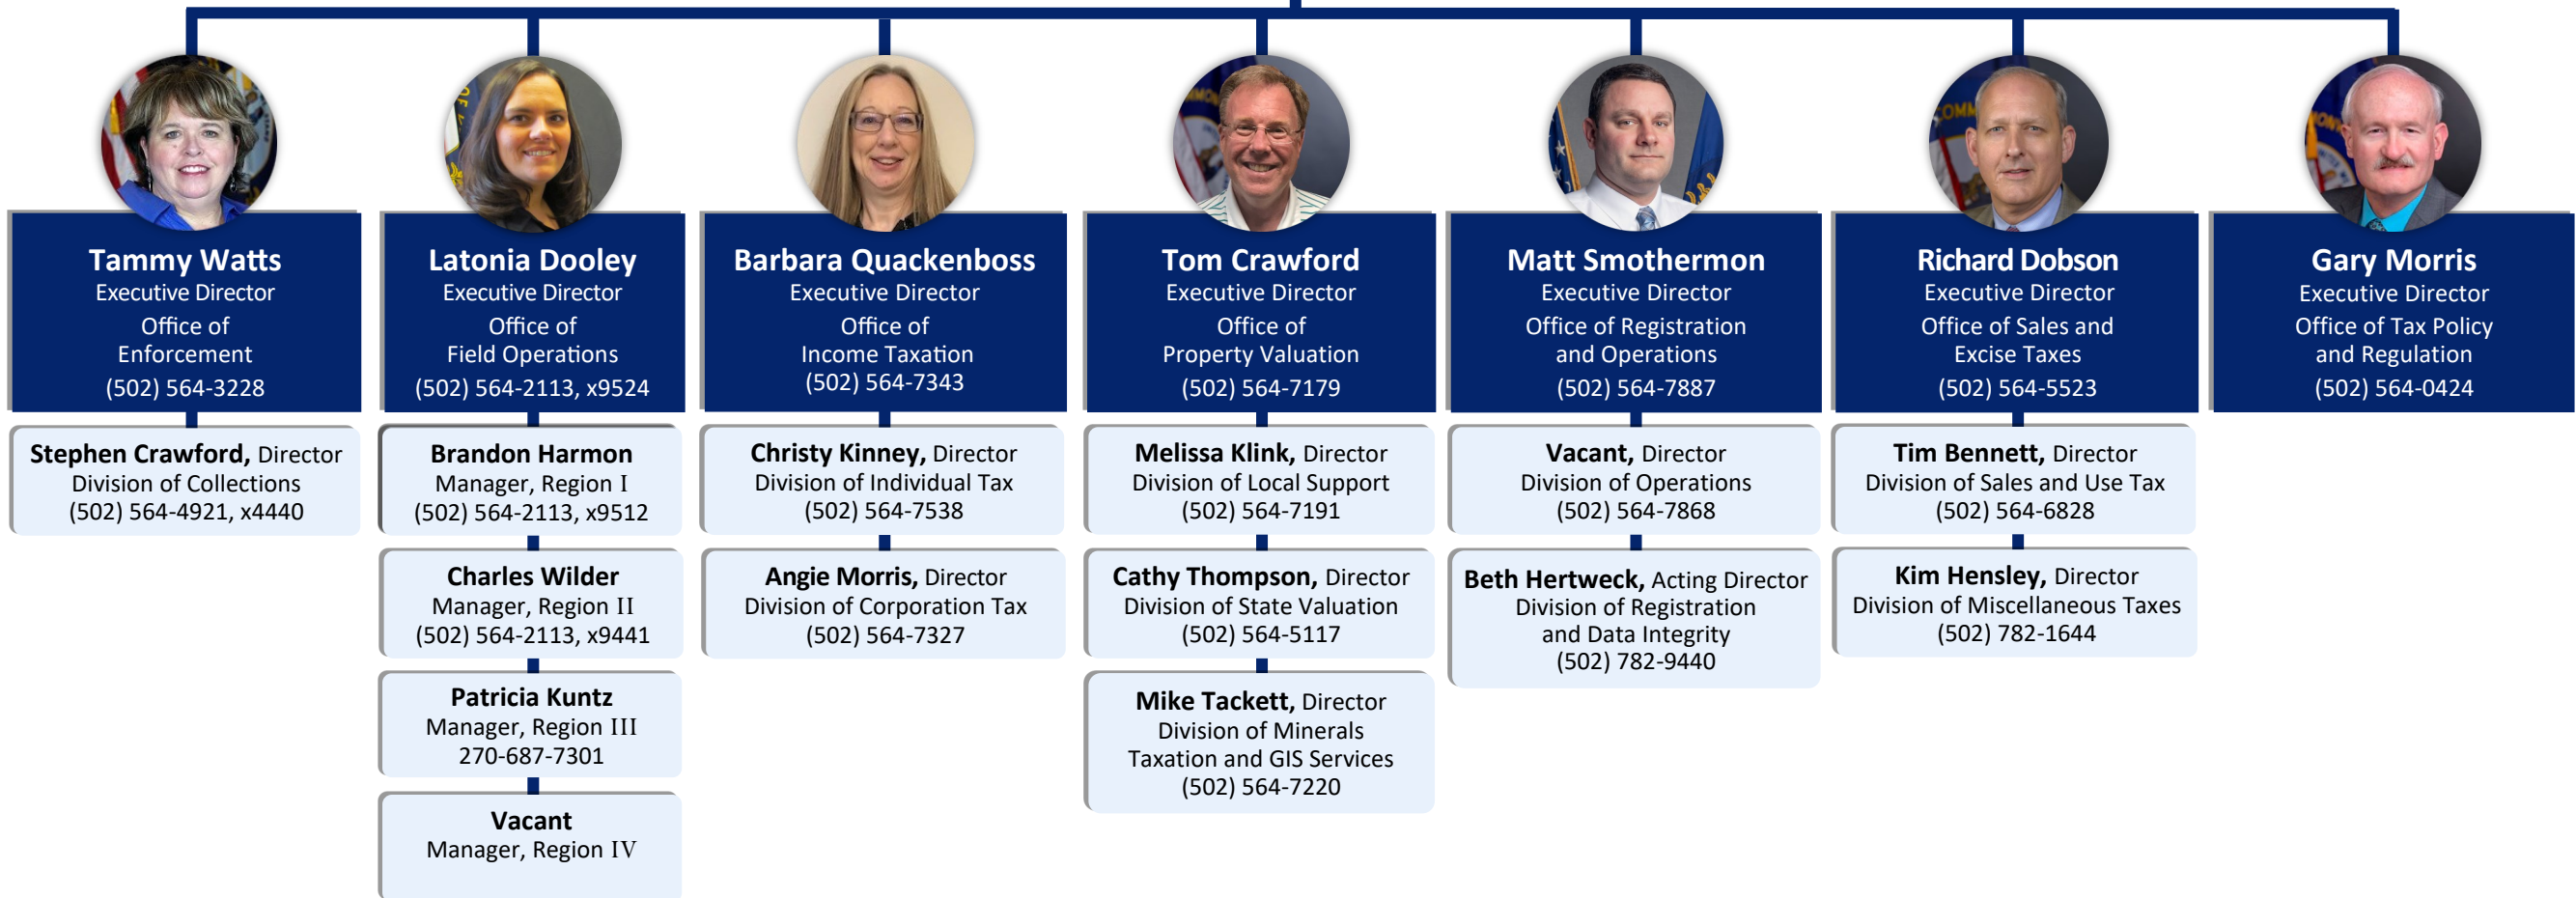 Tammy Watts
Executive Director
Office of
Enforcement
(502) 564-3228
Stephen Crawford, Director
Division of Collections
(502) 564-4921, x4440
Latonia Dooley
Executive Director
Office of
Field Operations
(502) 564-2113, x9524
Brandon Harmon
Manager, Region I
(502) 564-2113, x9512
Charles Wilder
Manager, Region II
(502) 564-2113, x9441
Patricia Kuntz
Manager, Region III
270-687-7301
Vacant
Manager, Region IV
Barbara Quackenboss
Executive Director
Office of
Income Taxation
(502) 564-7343
Christy Kinney, Director
Division of Individual Tax
(502) 564-7538
Angie Morris, Director
Division of Corporation Tax
(502) 564-7327
Tom Crawford
Executive Director
Office of
Property Valuation
(502) 564-7179
Melissa Klink, Director
Division of Local Support
(502) 564-7191
Cathy Thompson, Director
Division of State Valuation
(502) 564-5117
Mike Tackett, Director
Division of Minerals
Taxation and GIS Services
(502) 564-7220
Matt Smothermon
Executive Director
Office of Registration
and Operations
(502) 564-7887
Vacant, Director
Division of Operations
(502) 564-7868
Beth Hertweck, Acting Director
Division of Registration
and Data Integrity
(502) 782-9440
Richard Dobson
Executive Director
Office of Sales and
Excise Taxes
(502) 564-5523
Tim Bennett, Director
Division of Sales and Use Tax
(502) 564-6828
Kim Hensley, Director
Division of Miscellaneous Taxes
(502) 782-1644
Gary Morris
Executive Director
Office of Tax Policy
and Regulation
(502) 564-0424